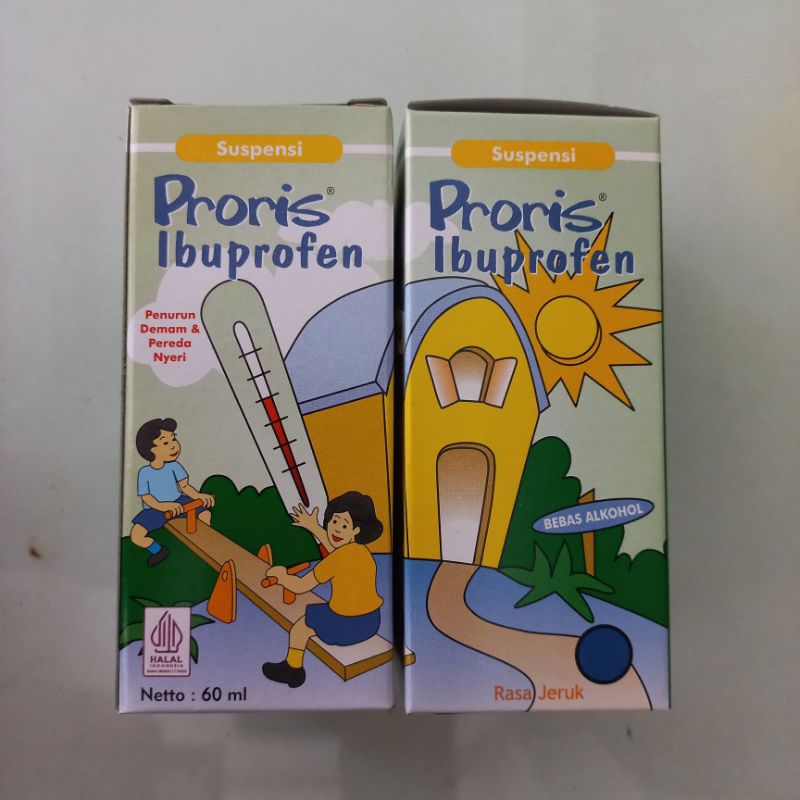 Suspensi
Proris®
Ibuprofen
Penurun
Demam &
Pereda
Nyeri
HALAL
INDONESIA
Netto : 60 ml
Suspensi
Proris®
Ibuprofen
BEBAS ALKOHOL
Rasa Jeruk